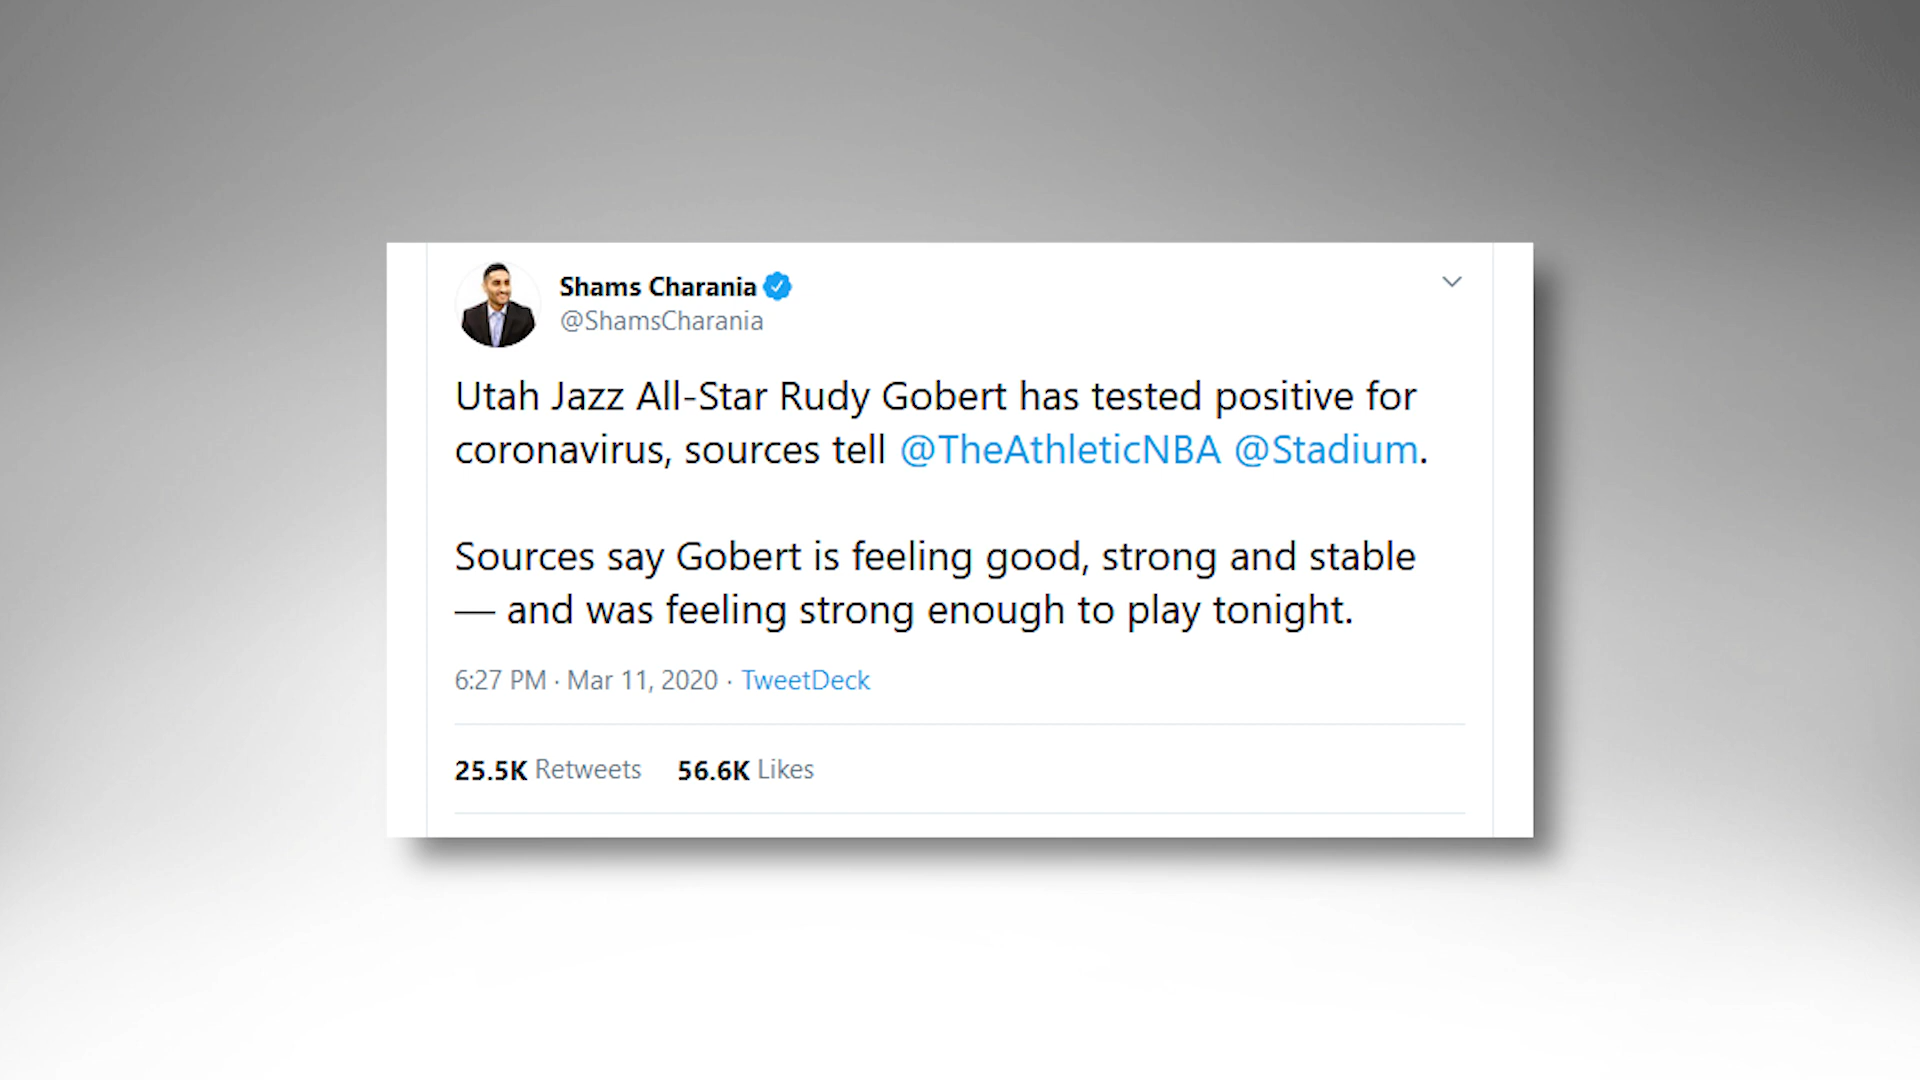 Shams Charania
@ShamsCharania
Utah Jazz All-Star Rudy Gobert has tested positive for
coronavirus, sources tell @TheAthleticNBA @Stadium.
Sources say Gobert is feeling good, strong and stable
— and was feeling strong enough to play tonight.
6:27 PM · Mar 11, 2020 · TweetDeck
25.5K Retweets 56.6K Likes